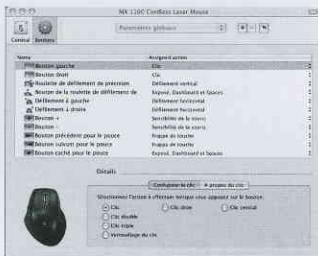 MX 1100 Cordless Laser Mouse
Paramètres globaux
Control Boutons
Name Assigned action
Bouton gauche Clic
Bouton droit Clic
Roulette de défilement de précision Défilement vertical
Bouton de la roulette de défilement de Exposé, Dashboard et Spaces
Défilement à gauche Défilement horizontal
Défilement à droite Défilement horizontal
Bouton + Sensibilité de la souris
Bouton - Sensibilité de la souris
Bouton précédent pour le pouce Frappe de touche
Bouton suivant pour le pouce Frappe de touche
Bouton caché pour le pouce Exposé, Dashboard et Spaces
Détails
Configurer le clic A propos du clic
Sélectionnez l'action à effectuer lorsque vous appuyez sur le bouton.
Clic Clic droit Clic central
Clic double
Clic triple
Verrouillage du clic